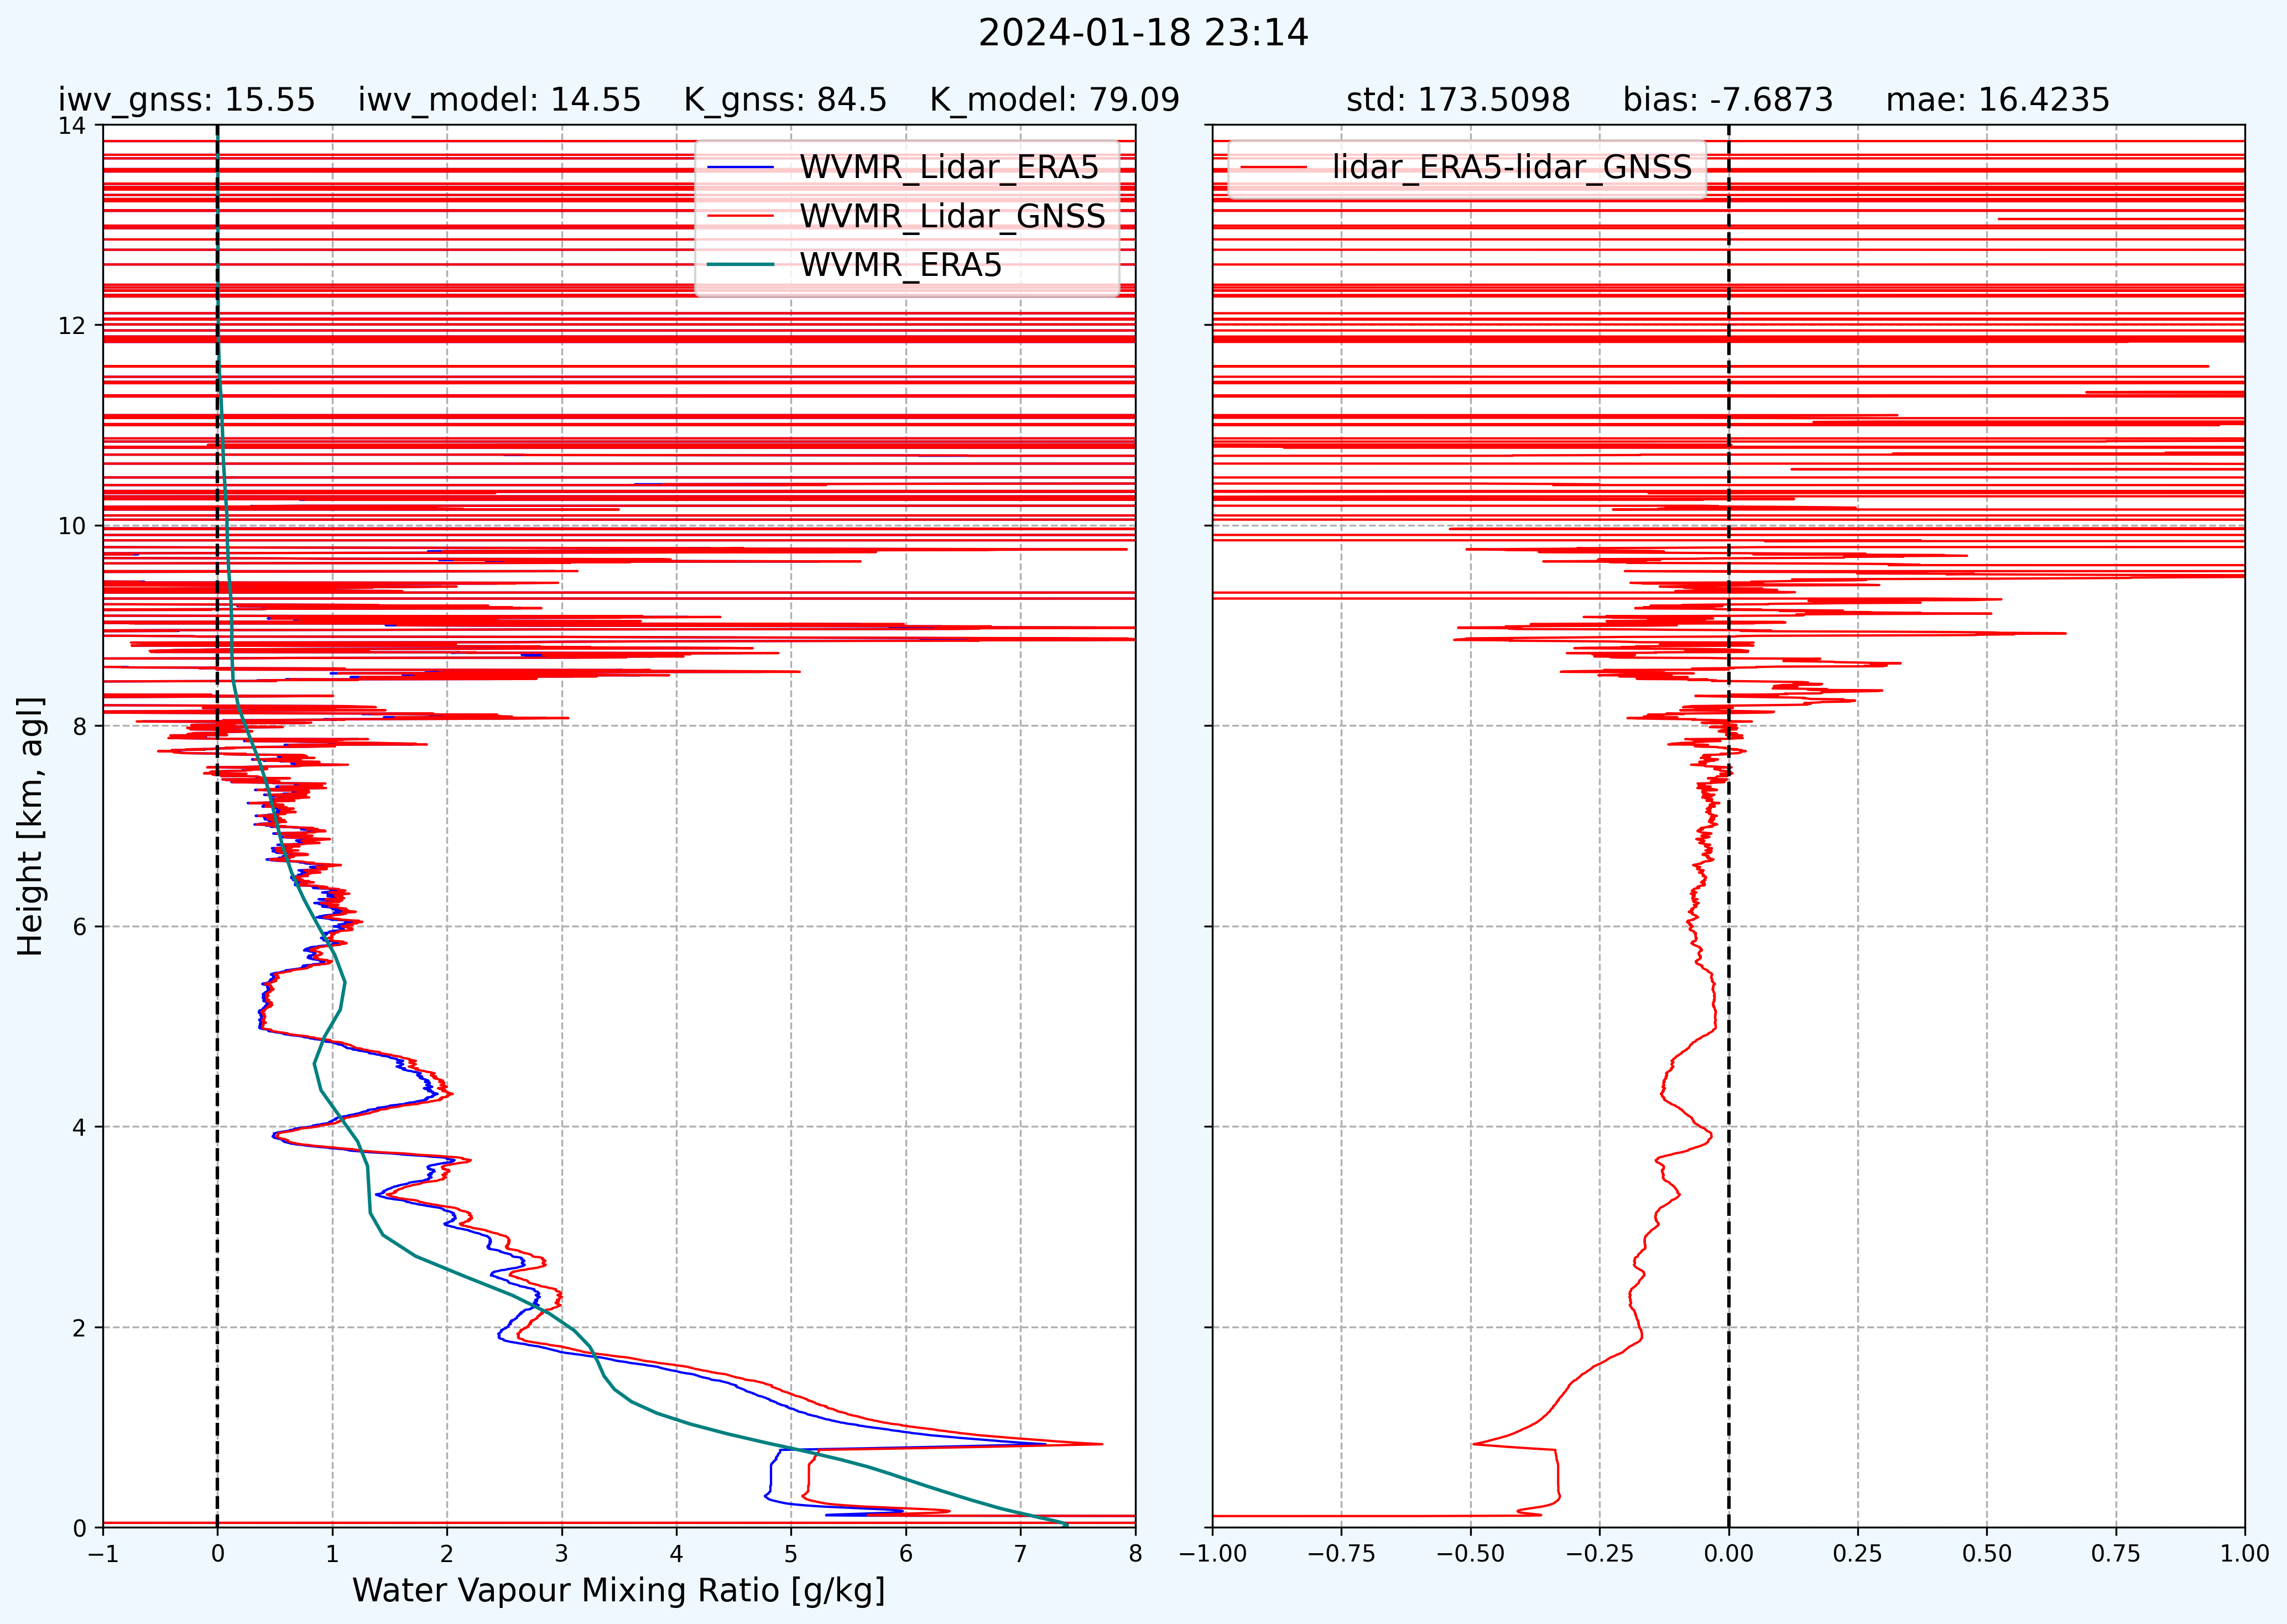 2024-01-18 23:14
iwv_gnss: 15.55 iwv_model: 14.55 K_gnss: 84.5 K_model: 79.09
std: 173.5098 bias: -7.6873 mae: 16.4235
WVMR_Lidar_ERA5
WVMR_Lidar_GNSS
WVMR_ERA5
lidar_ERA5-lidar_GNSS
14
12
10
8
6
4
2
0
Height [km, agl]
−1 0 1 2 3 4 5 6 7 8
−1.00 −0.75 −0.50 −0.25 0.00 0.25 0.50 0.75 1.00
Water Vapour Mixing Ratio [g/kg]